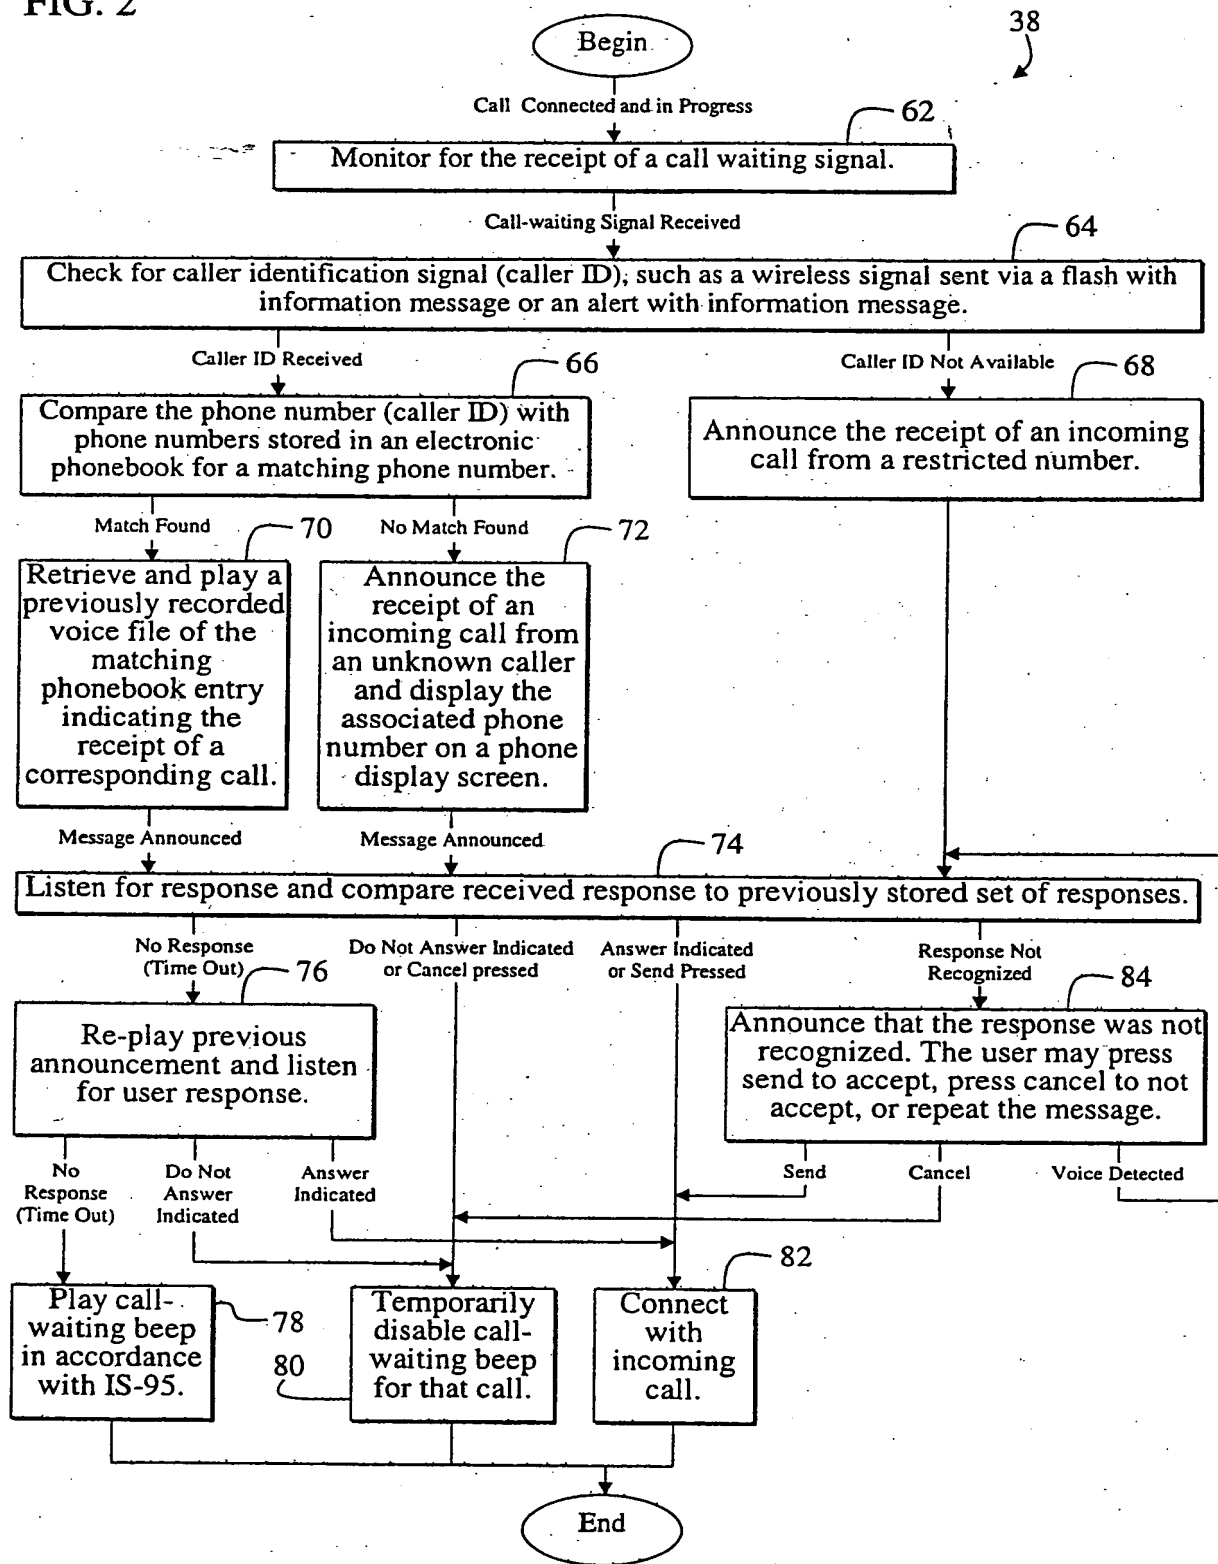 FIG. 2
Begin
38
Call Connected and in Progress
62
Monitor for the receipt of a call waiting signal.
Call-waiting Signal Received
64
Check for caller identification signal (caller ID), such as a wireless signal sent via a flash with
information message or an alert with information message.
Caller ID Received
66
Caller ID Not Available
68
Compare the phone number (caller ID) with
phone numbers stored in an electronic
phonebook for a matching phone number.
Announce the receipt of an incoming
call from a restricted number.
Match Found
70
No Match Found
72
Retrieve and play a
previously recorded
voice file of the
matching
phonebook entry
indicating the
receipt of a
corresponding call.
Announce the
receipt of an
incoming call from
an unknown caller
and display the
associated phone
number on a phone
display screen.
Message Announced
Message Announced
74
Listen for response and compare received response to previously stored set of responses.
No Response
(Time Out)
76
Do Not Answer Indicated
or Cancel pressed
Answer Indicated
or Send Pressed
Response Not
Recognized
84
Re-play previous
announcement and listen
for user response.
Announce that the response was not
recognized. The user may press
send to accept, press cancel to not
accept, or repeat the message.
No
Response
(Time Out)
Do Not
Answer
Indicated
Answer
Indicated
Send
Cancel
Voice Detected
Play call-
waiting beep
in accordance
with IS-95.
78
80
Temporarily
disable call-
waiting beep
for that call.
82
Connect
with
incoming
call.
End